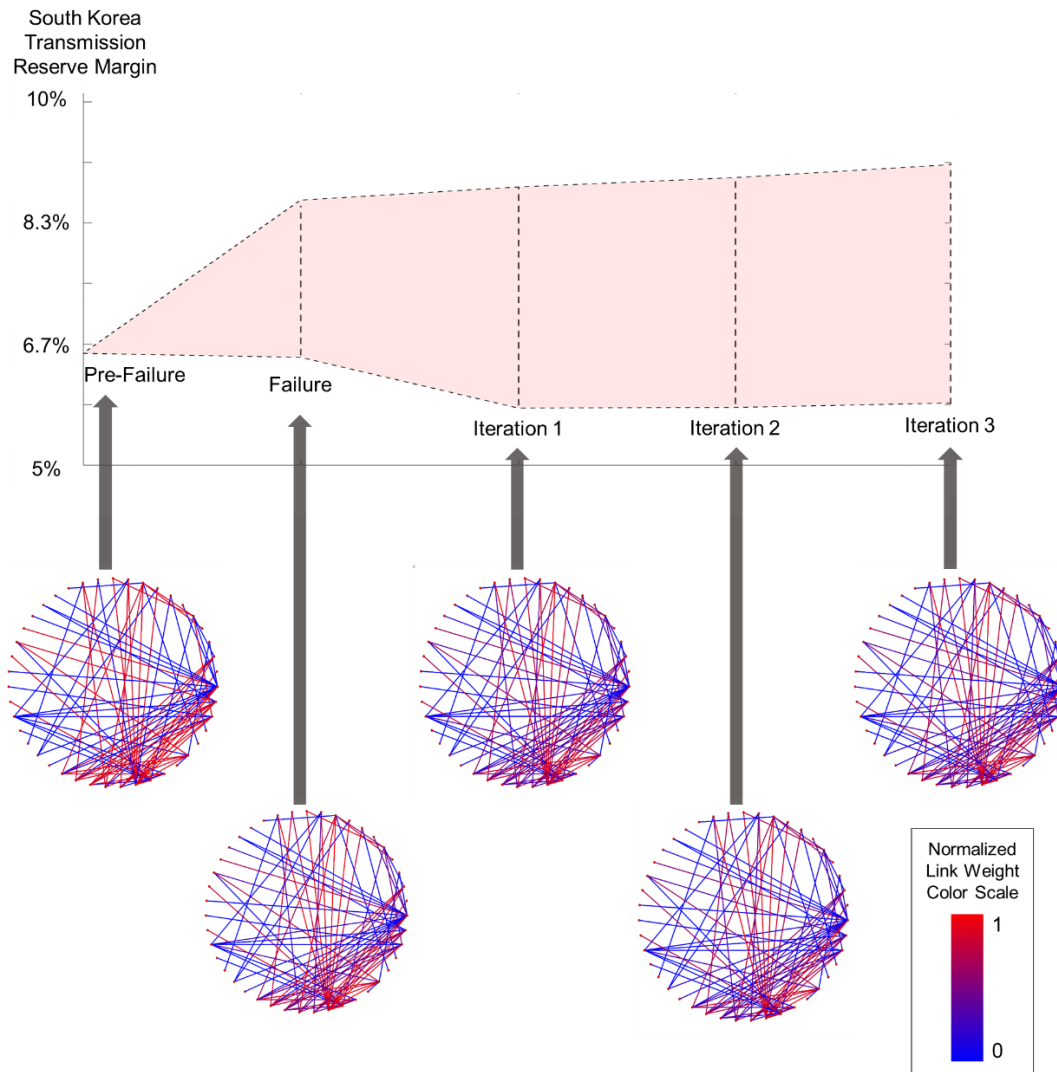 South Korea
Transmission
Reserve Margin
10%
8.3%
6.7%
Pre-Failure
Failure
Iteration 1
Iteration 2
Iteration 3
5%
Normalized
Link Weight
Color Scale
1
0